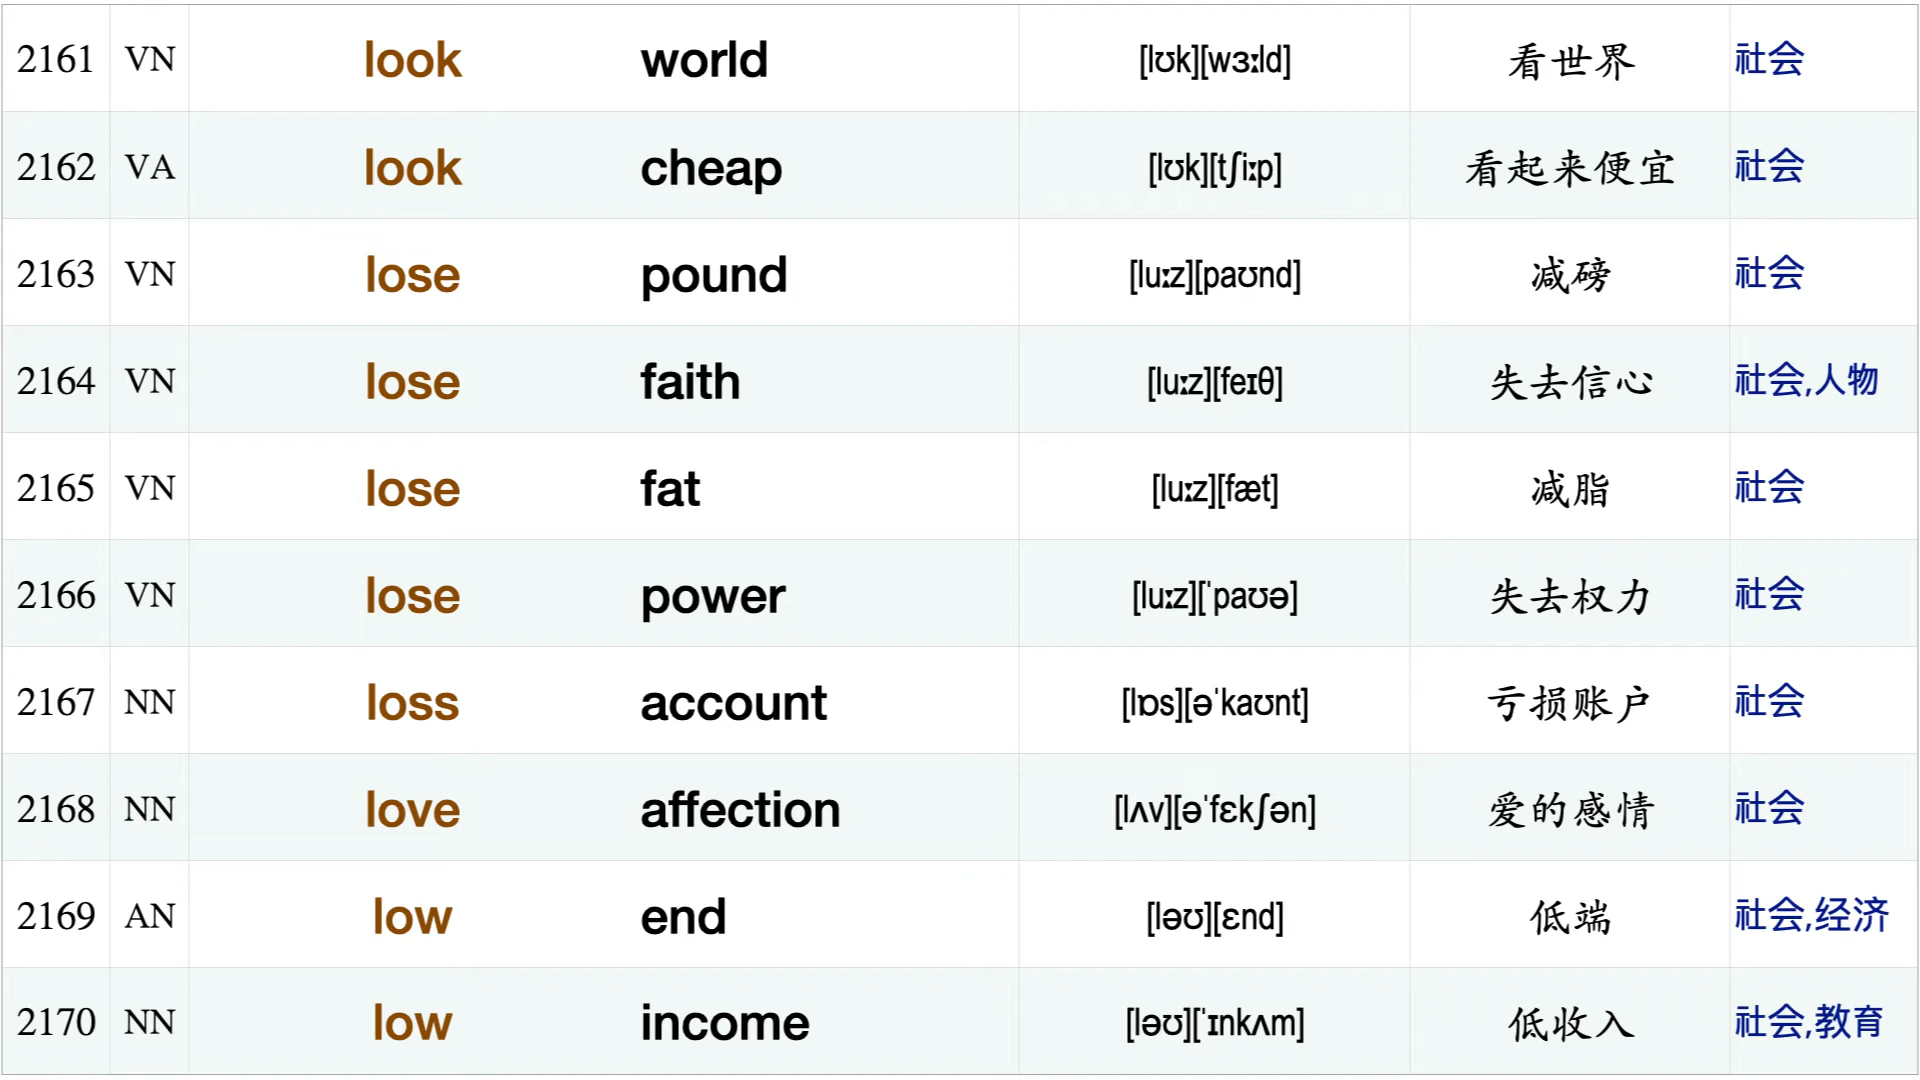 2161 VN look world [lʊk][wɜːld] 看世界 社会
2162 VA look cheap [lʊk][tʃiːp] 看起来便宜 社会
2163 VN lose pound [luːz][paʊnd] 减磅 社会
2164 VN lose faith [luːz][feɪθ] 失去信心 社会,人物
2165 VN lose fat [luːz][fæt] 减脂 社会
2166 VN lose power [luːz][ˈpaʊə] 失去权力 社会
2167 NN loss account [lɒs][əˈkaʊnt] 亏损账户 社会
2168 NN love affection [lʌv][əˈfɛkʃən] 爱的感情 社会
2169 AN low end [ləʊ][ɛnd] 低端 社会,经济
2170 NN low income [ləʊ][ˈɪnkʌm] 低收入 社会,教育